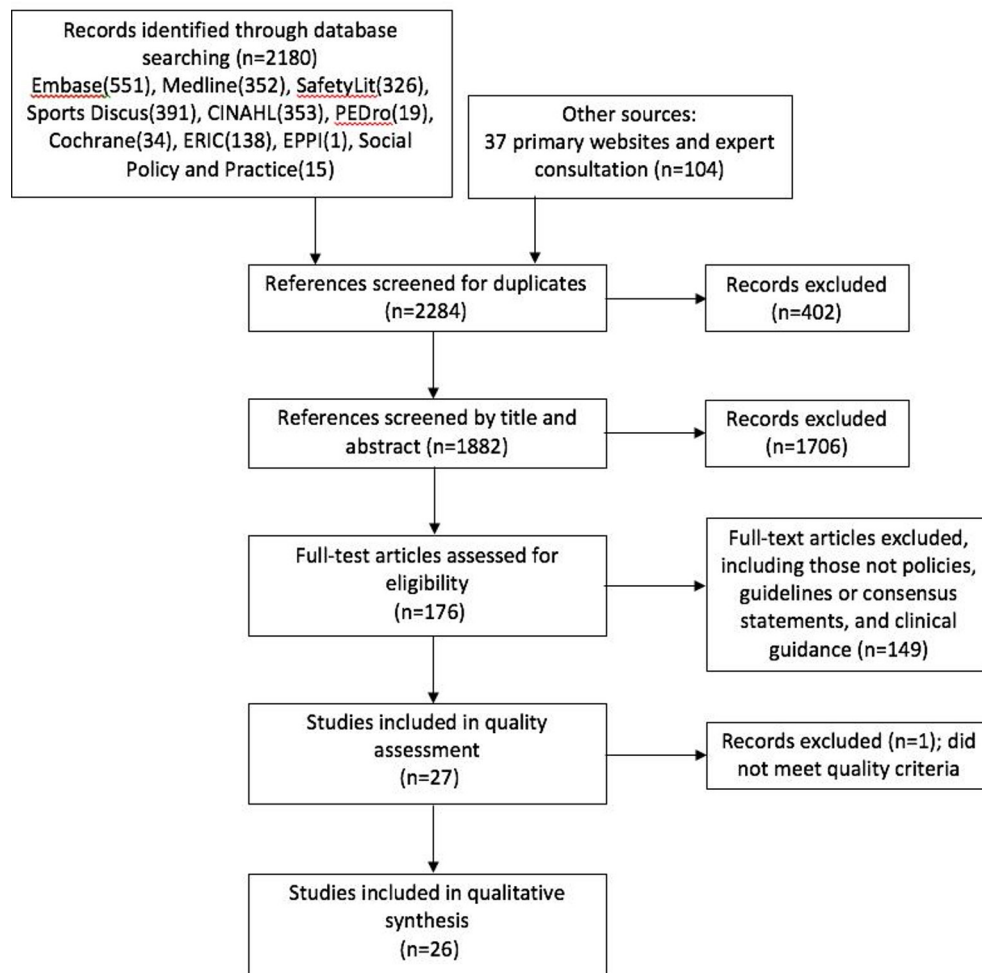 Records identified through database
searching (n=2180)
Embase(551), Medline(352), SafetyLit(326),
Sports Discus(391), CINAHL(353), PEDro(19),
Cochrane(34), ERIC(138), EPPI(1), Social
Policy and Practice(15)
Other sources:
37 primary websites and expert
consultation (n=104)
References screened for duplicates
(n=2284)
Records excluded
(n=402)
References screened by title and
abstract (n=1882)
Records excluded
(n=1706)
Full-test articles assessed for
eligibility
(n=176)
Full-text articles excluded,
including those not policies,
guidelines or consensus
statements, and clinical
guidance (n=149)
Studies included in quality
assessment
(n=27)
Records excluded (n=1); did
not meet quality criteria
Studies included in qualitative
synthesis
(n=26)